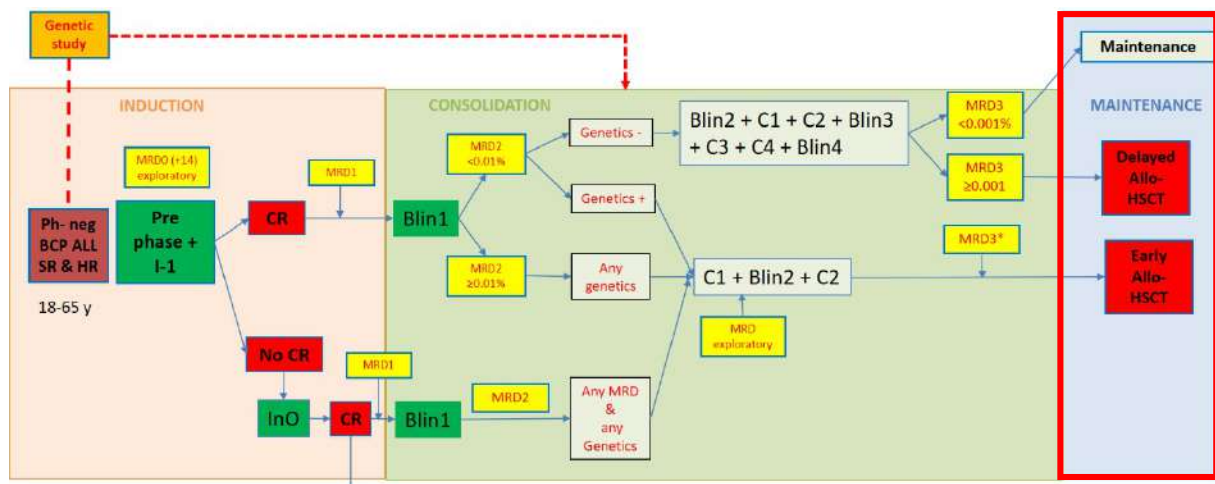 Genetic
study
INDUCTION
CONSOLIDATION
MAINTENANCE
MRD0 (+14)
exploratory
Ph- neg
BCP ALL
SR & HR
18-65 y
Pre
phase +
I-1
CR
MRD1
No CR
InO
CR
MRD1
Blin1
MRD2
<0.01%
MRD2
≥0.01%
Genetics -
Genetics +
Any
genetics
Blin1
MRD2
Any MRD
&
any
Genetics
Blin2 + C1 + C2 + Blin3
+ C3 + C4 + Blin4
C1 + Blin2 + C2
MRD
exploratory
MRD3
<0.001%
MRD3
≥0.001
MRD3*
Maintenance
Delayed
Allo-
HSCT
Early
Allo-
HSCT